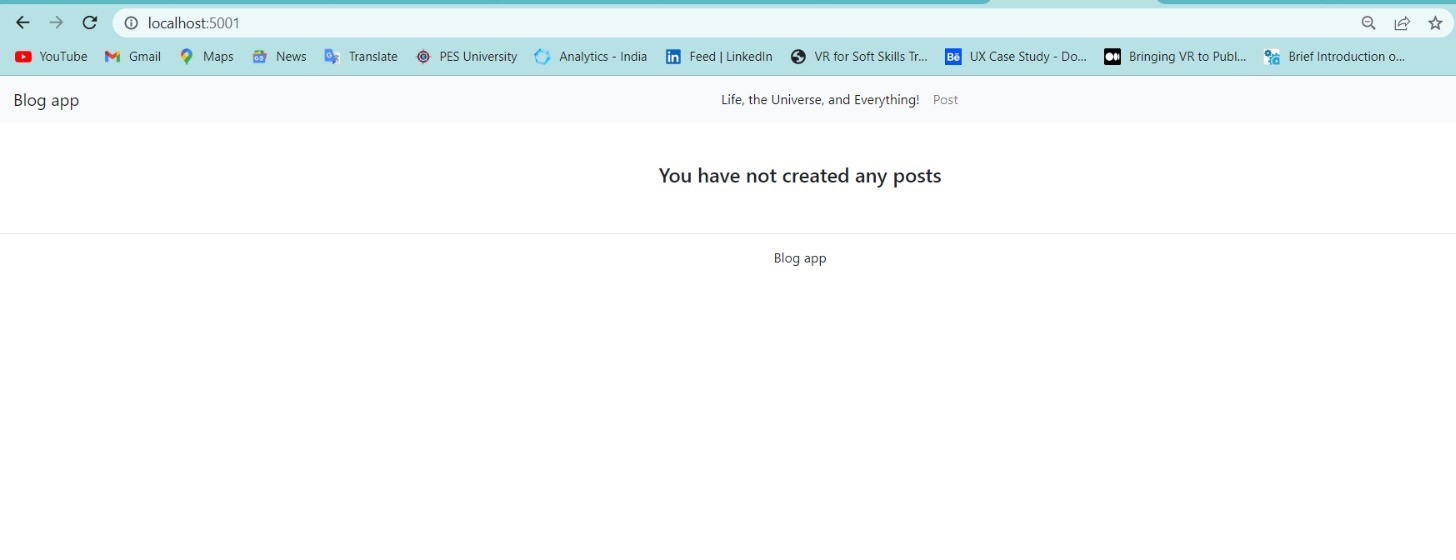 localhost:5001
YouTube Gmail Maps News Translate PES University Analytics - India Feed | LinkedIn VR for Soft Skills Tr... Bē UX Case Study - Do... Bringing VR to Publ... Brief Introduction o...
Blog app Life, the Universe, and Everything! Post
You have not created any posts
Blog app